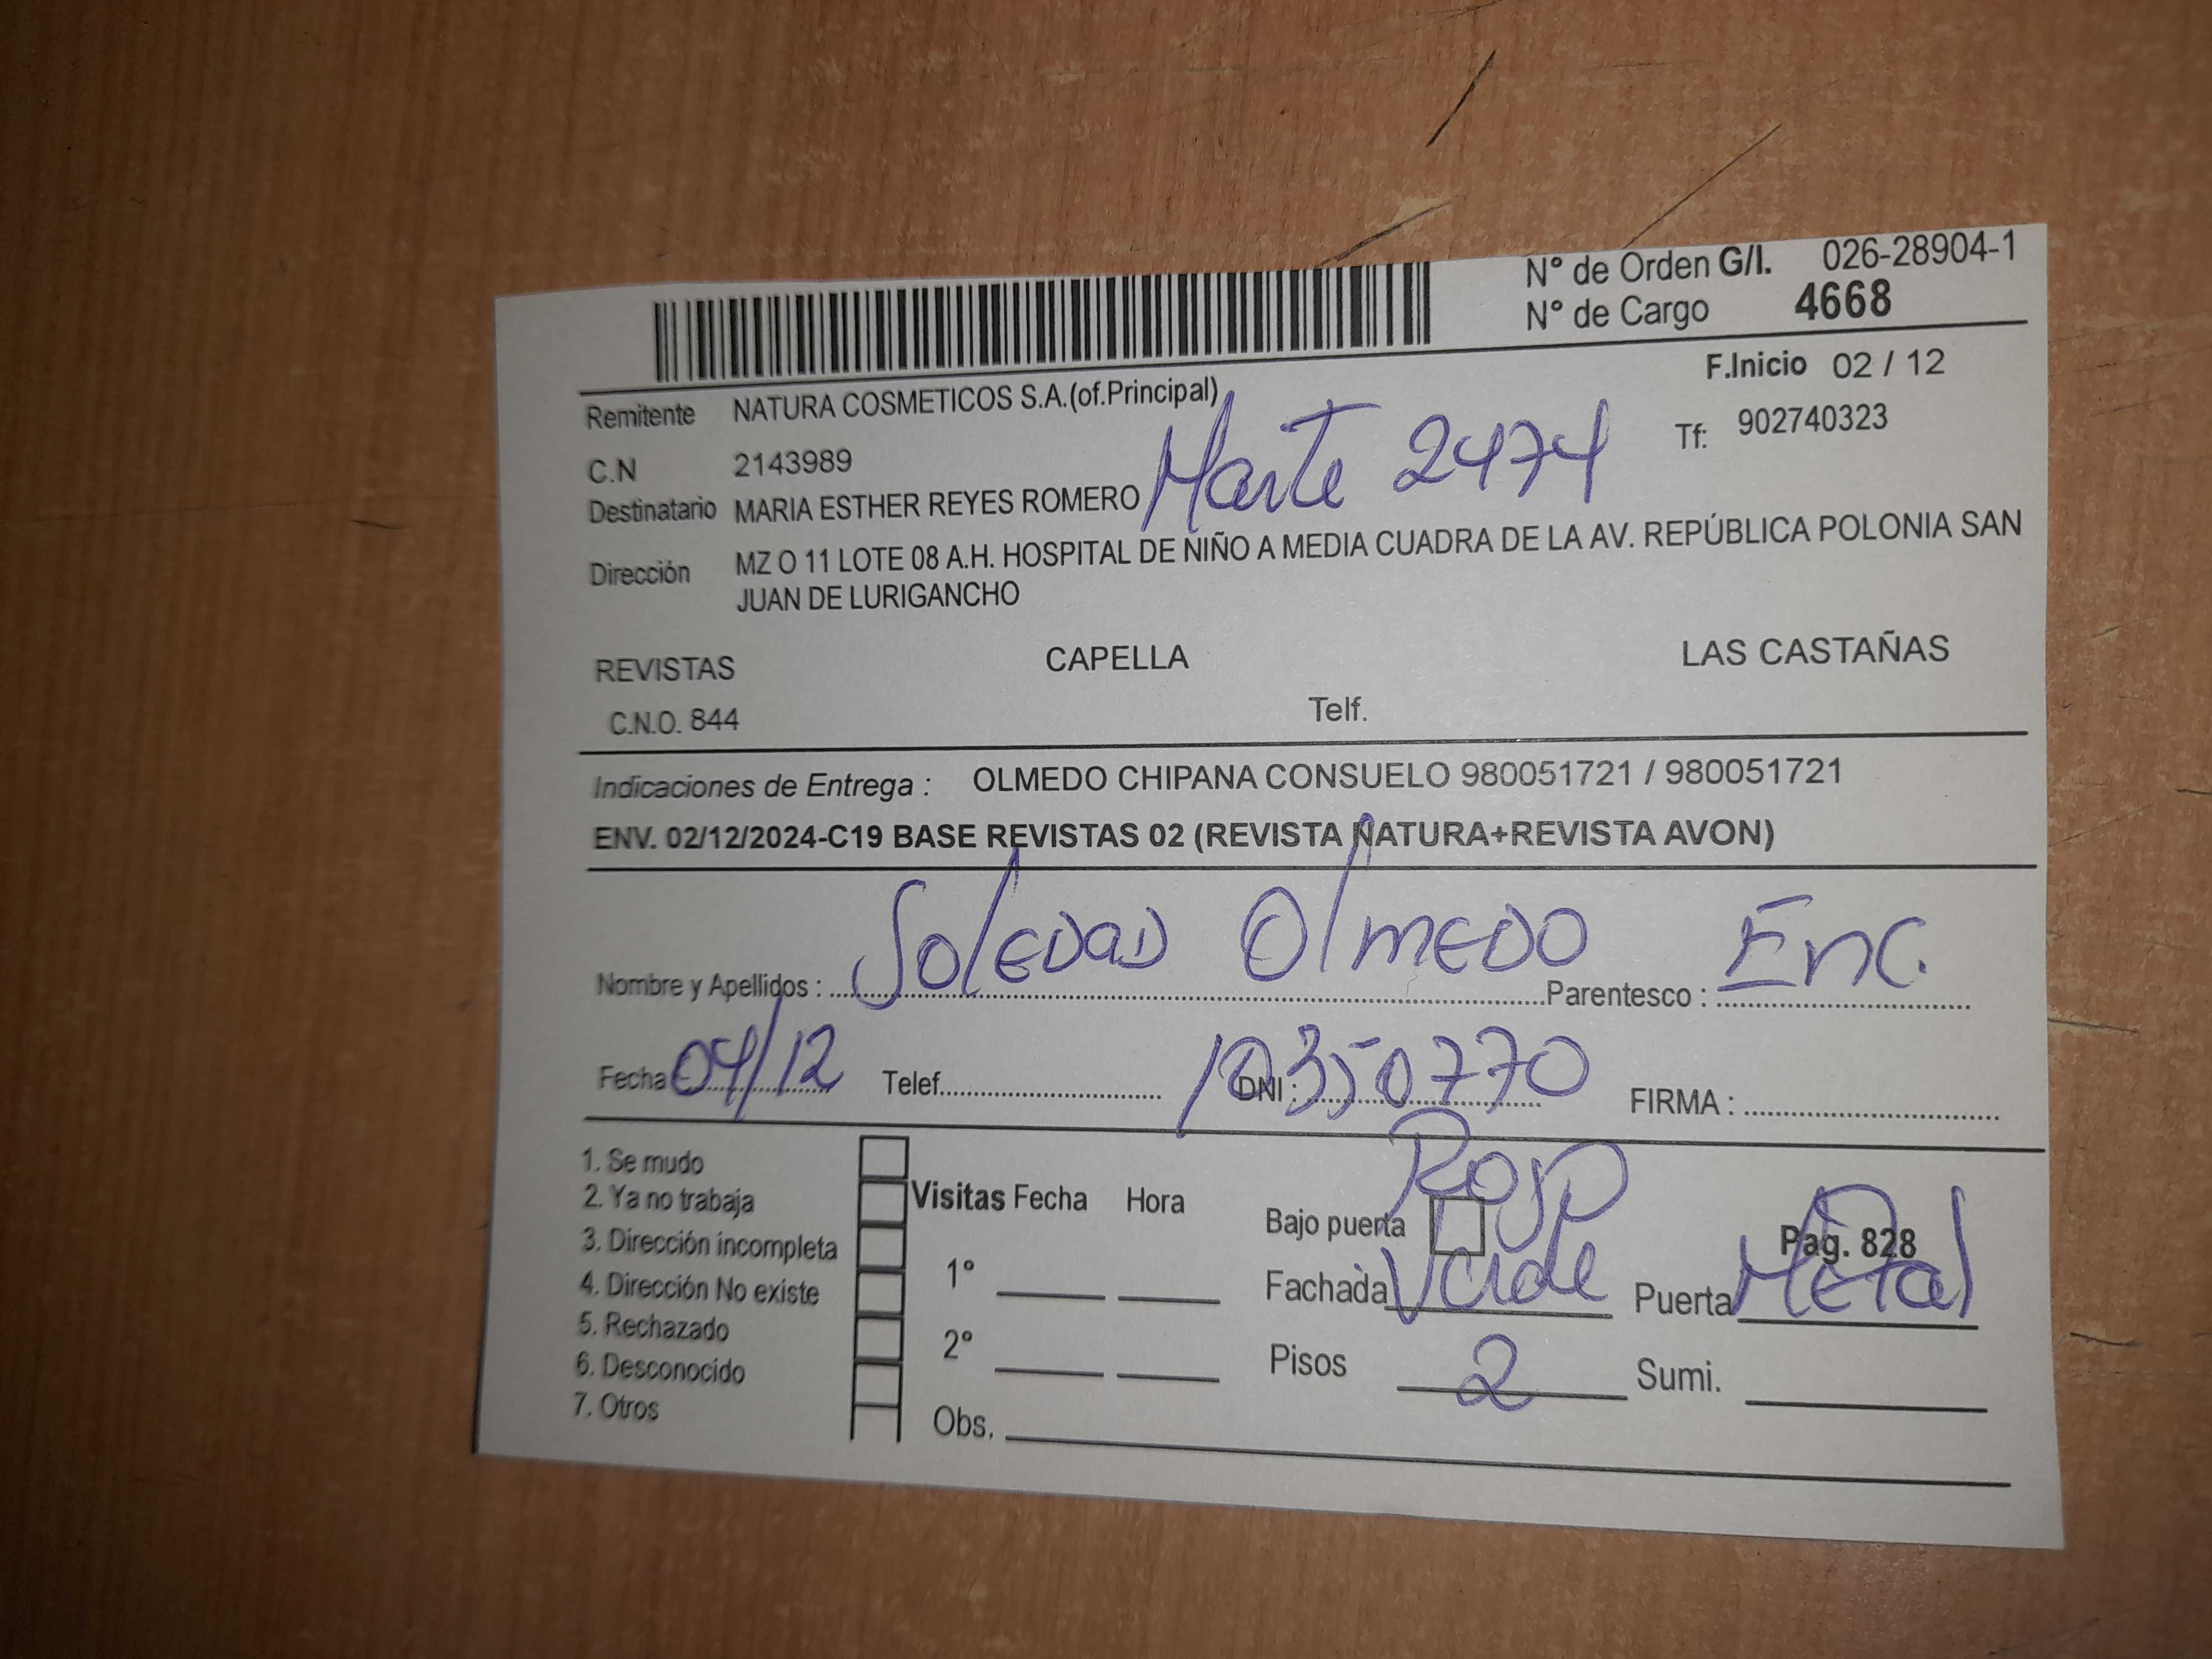 N° de Orden G/I. 026-28904-1
N° de Cargo 4668
F.Inicio 02 / 12
Remitente NATURA COSMETICOS S.A.(of.Principal)
Tf: 902740323
C.N 2143989
Marte 2474
Destinatario MARIA ESTHER REYES ROMERO
Dirección MZ O 11 LOTE 08 A.H. HOSPITAL DE NIÑO A MEDIA CUADRA DE LA AV. REPÚBLICA POLONIA SAN
JUAN DE LURIGANCHO
REVISTAS CAPELLA LAS CASTAÑAS
C.N.O. 844 Telf.
Indicaciones de Entrega : OLMEDO CHIPANA CONSUELO 980051721 / 980051721
ENV. 02/12/2024-C19 BASE REVISTAS 02 (REVISTA NATURA+REVISTA AVON)
Nombre y Apellidos : Soledad Olmedo Parentesco : Enc.
Fecha 04/12 Telef. DNI : 10350770 FIRMA :
1. Se mudo
2. Ya no trabaja
3. Dirección incompleta
4. Dirección No existe
5. Rechazado
6. Desconocido
7. Otros
Visitas Fecha Hora
1°
2°
Obs.
Bajo puerta
Pag. 828
Fachada Verde Puerta Metal
Pisos 2 Sumi.